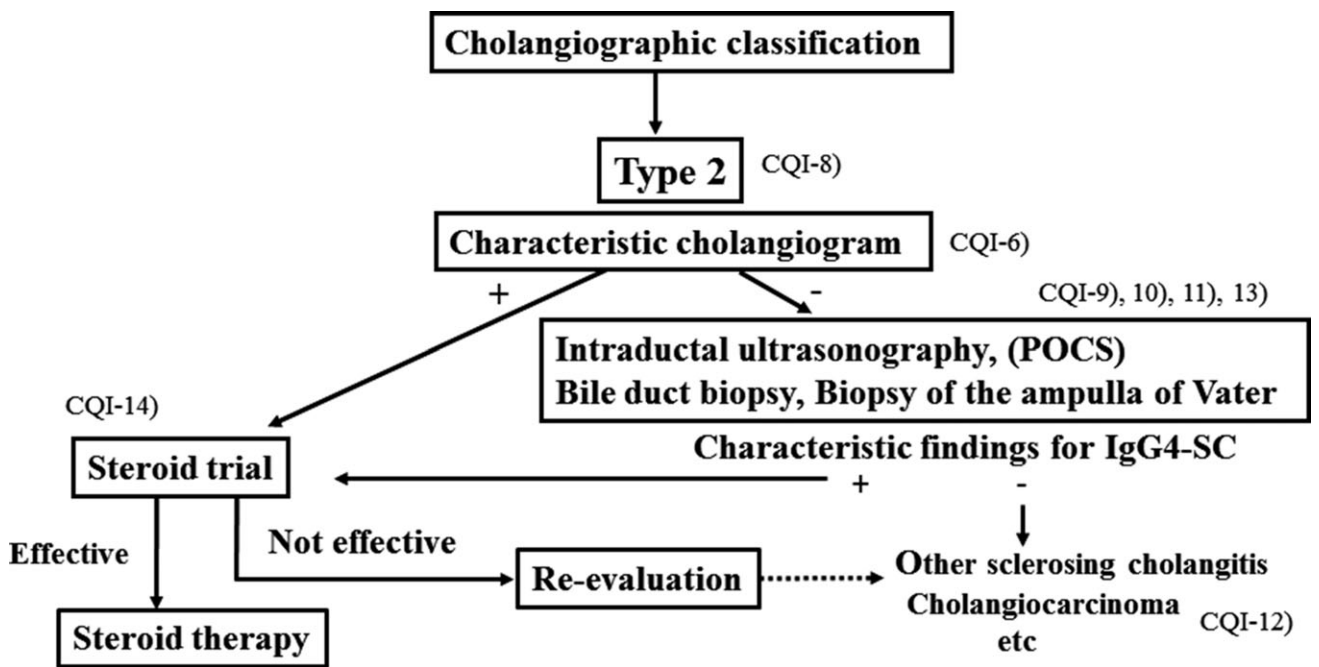 Cholangiographic classification
Type 2
CQI-8)
Characteristic cholangiogram
CQI-6)
+
-
CQI-9), 10), 11), 13)
Intraductal ultrasonography, (POCS)
Bile duct biopsy, Biopsy of the ampulla of Vater
CQI-14)
Characteristic findings for IgG4-SC
Steroid trial
+
-
Effective
Not effective
Re-evaluation
Other sclerosing cholangitis
Cholangiocarcinoma
etc
CQI-12)
Steroid therapy